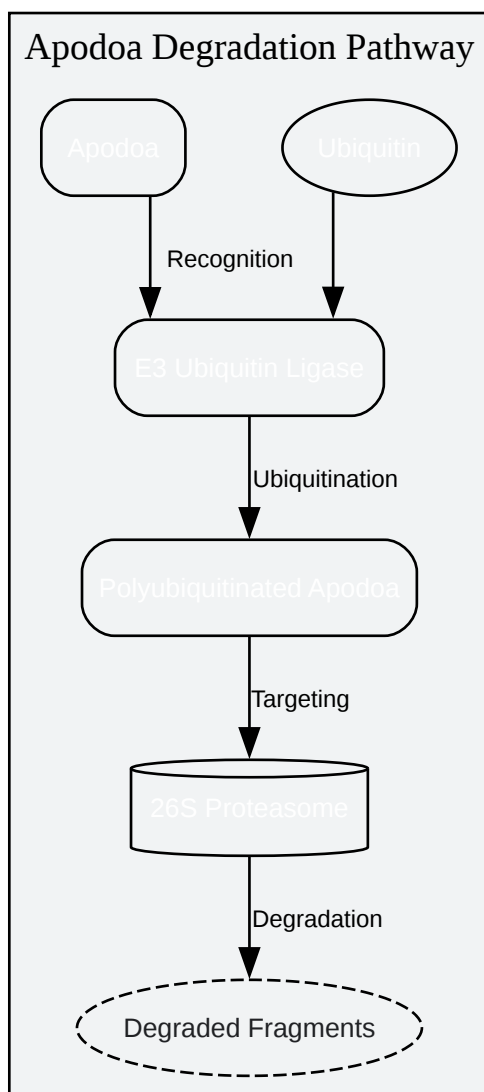 Apodoa Degradation Pathway
Apodoa
Ubiquitin
Recognition
E3 Ubiquitin Ligase
Ubiquitination
Polyubiquitinated Apodoa
Targeting
26S Proteasome
Degradation
Degraded Fragments